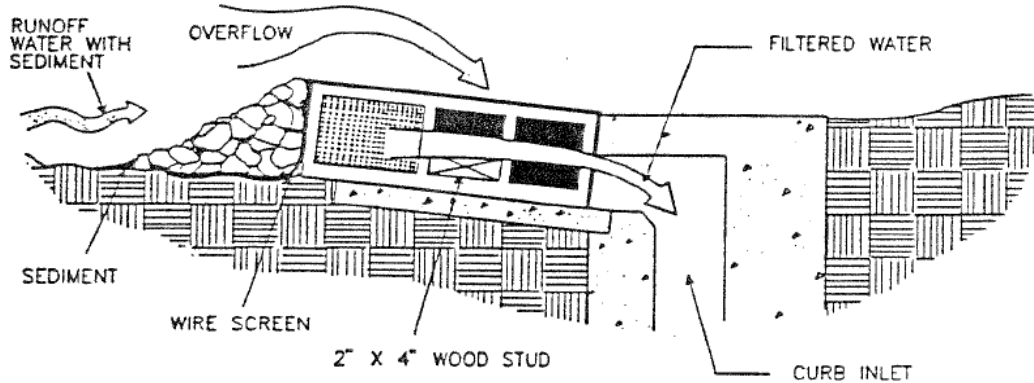 RUNOFF
WATER WITH
SEDIMENT
OVERFLOW
FILTERED WATER
SEDIMENT
WIRE SCREEN
2" X 4" WOOD STUD
CURB INLET